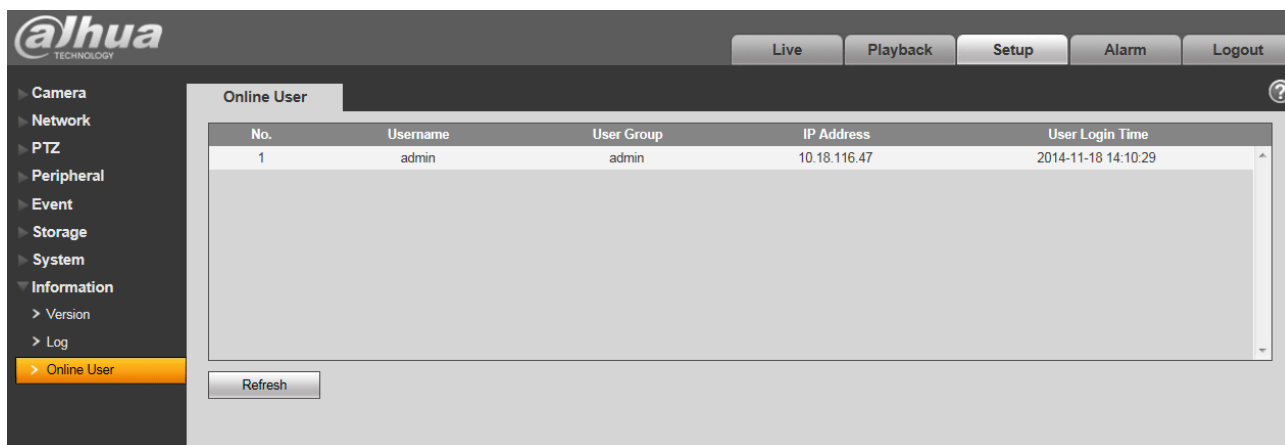 alhua
TECHNOLOGY
Live Playback Setup Alarm Logout
Camera
Network
PTZ
Peripheral
Event
Storage
System
Information
> Version
> Log
> Online User
Online User
?
No. Username User Group IP Address User Login Time
1 admin admin 10.18.116.47 2014-11-18 14:10:29
Refresh